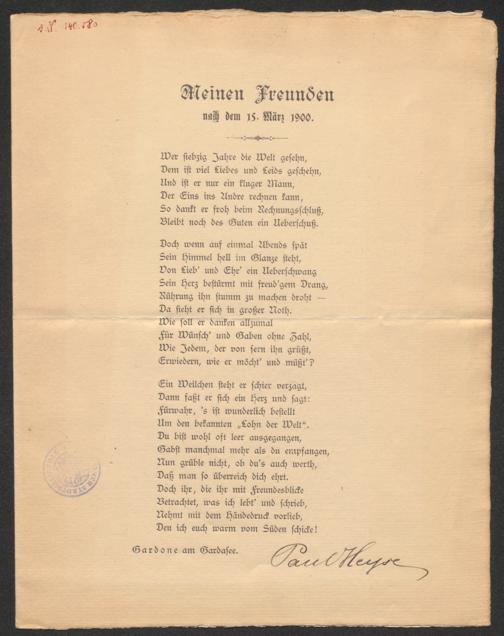 Meinen Freunden
nach dem 15. März 1900.
Wer siebzig Jahre die Welt gesehn,
Dem ist viel Liebes und Leids geschehn,
Und ist er nur ein kluger Mann,
Der Eins ins Andre rechnen kann,
So dankt er froh beim Rechnungsschluß,
Bleibt noch des Guten ein Ueberschuß.
Doch wenn auf einmal Abends spät
Sein Himmel hell im Glanze steht,
Von Lieb' und Ehr' ein Ueberschwang
Sein Herz bestürmt mit freud'gem Drang,
Rührung ihn stumm zu machen droht —
Da sieht er sich in großer Noth.
Wie soll er danken allzumal
Für Wünsch' und Gaben ohne Zahl,
Wie Jedem, der von fern ihn grüßt,
Erwiedern, wie er möcht' und müßt'?
Ein Weilchen steht er schier verzagt,
Dann faßt er sich ein Herz und sagt:
Fürwahr, 's ist wunderlich bestellt
Um den bekannten „Lohn der Welt“.
Du bist wohl oft leer ausgegangen,
Gabst manchmal mehr als du empfangen,
Nun grüble nicht, ob du's auch werth,
Daß man so überreich dich ehrt.
Doch ihr, die ihr mit Freundesblicke
Betrachtet, was ich lebt' und schrieb,
Nehmt mit dem Händedruck vorlieb,
Den ich euch warm vom Süden schicke!
Gardone am Gardasee.
Paul Heyse